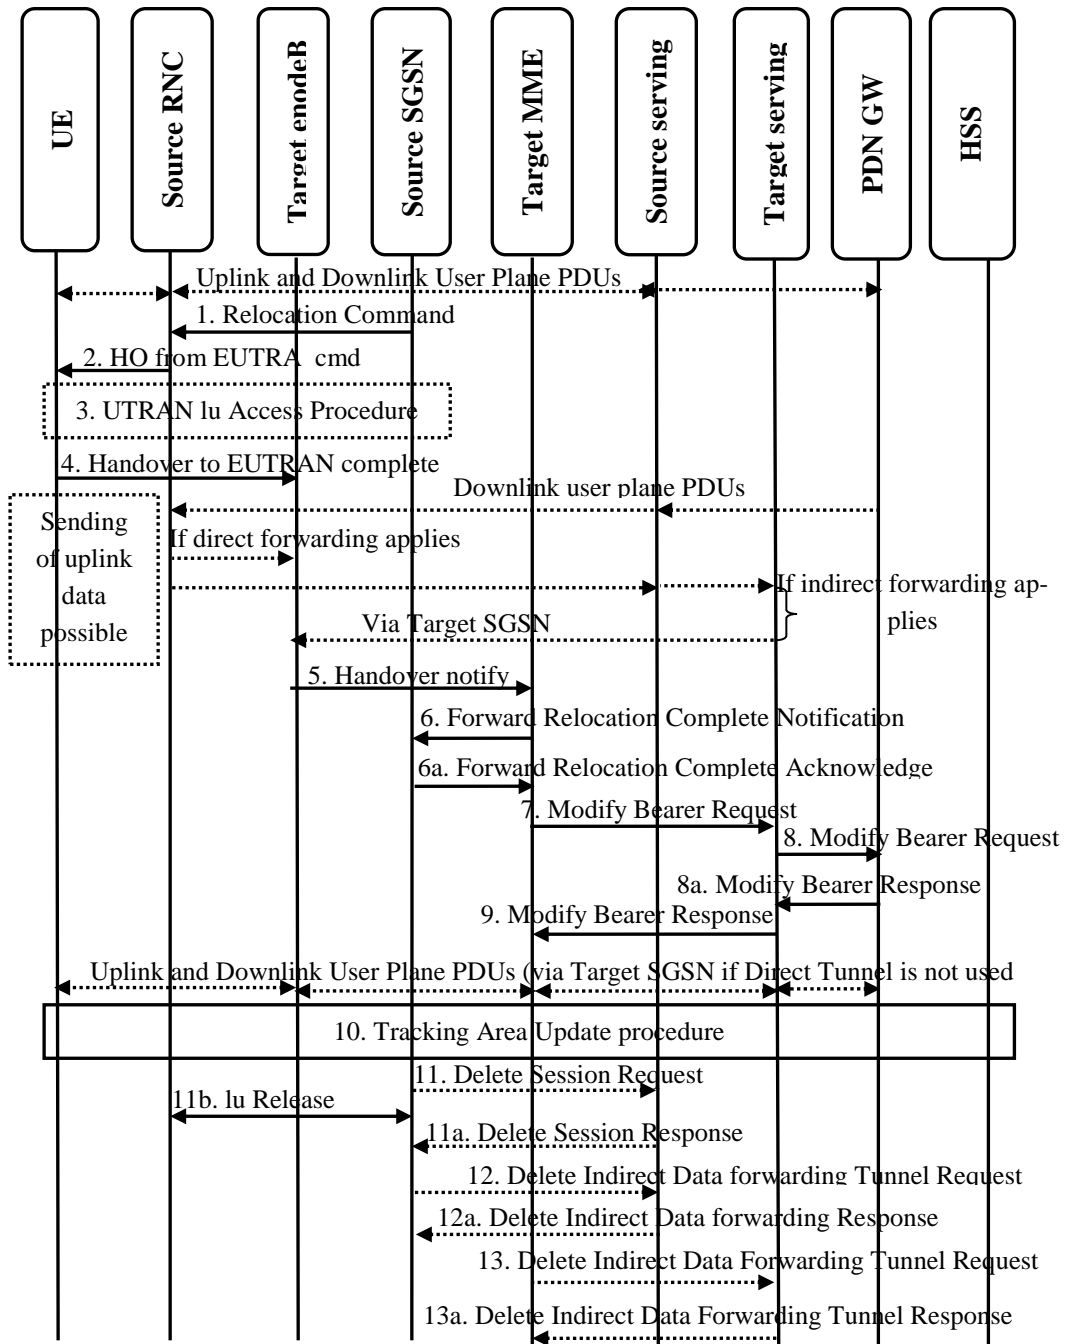 UE
Source RNC
Target enodeB
Source SGSN
Target MME
Source serving
Target serving
PDN GW
HSS
Uplink and Downlink User Plane PDUs
1. Relocation Command
2. HO from EUTRA cmd
3. UTRAN lu Access Procedure
4. Handover to EUTRAN complete
Downlink user plane PDUs
Sending
of uplink
data
possible
If direct forwarding applies
If indirect forwarding ap-
plies
Via Target SGSN
5. Handover notify
6. Forward Relocation Complete Notification
6a. Forward Relocation Complete Acknowledge
7. Modify Bearer Request
8. Modify Bearer Request
8a. Modify Bearer Response
9. Modify Bearer Response
Uplink and Downlink User Plane PDUs (via Target SGSN if Direct Tunnel is not used
10. Tracking Area Update procedure
11. Delete Session Request
11b. lu Release
11a. Delete Session Response
12. Delete Indirect Data forwarding Tunnel Request
12a. Delete Indirect Data forwarding Response
13. Delete Indirect Data Forwarding Tunnel Request
13a. Delete Indirect Data Forwarding Tunnel Response